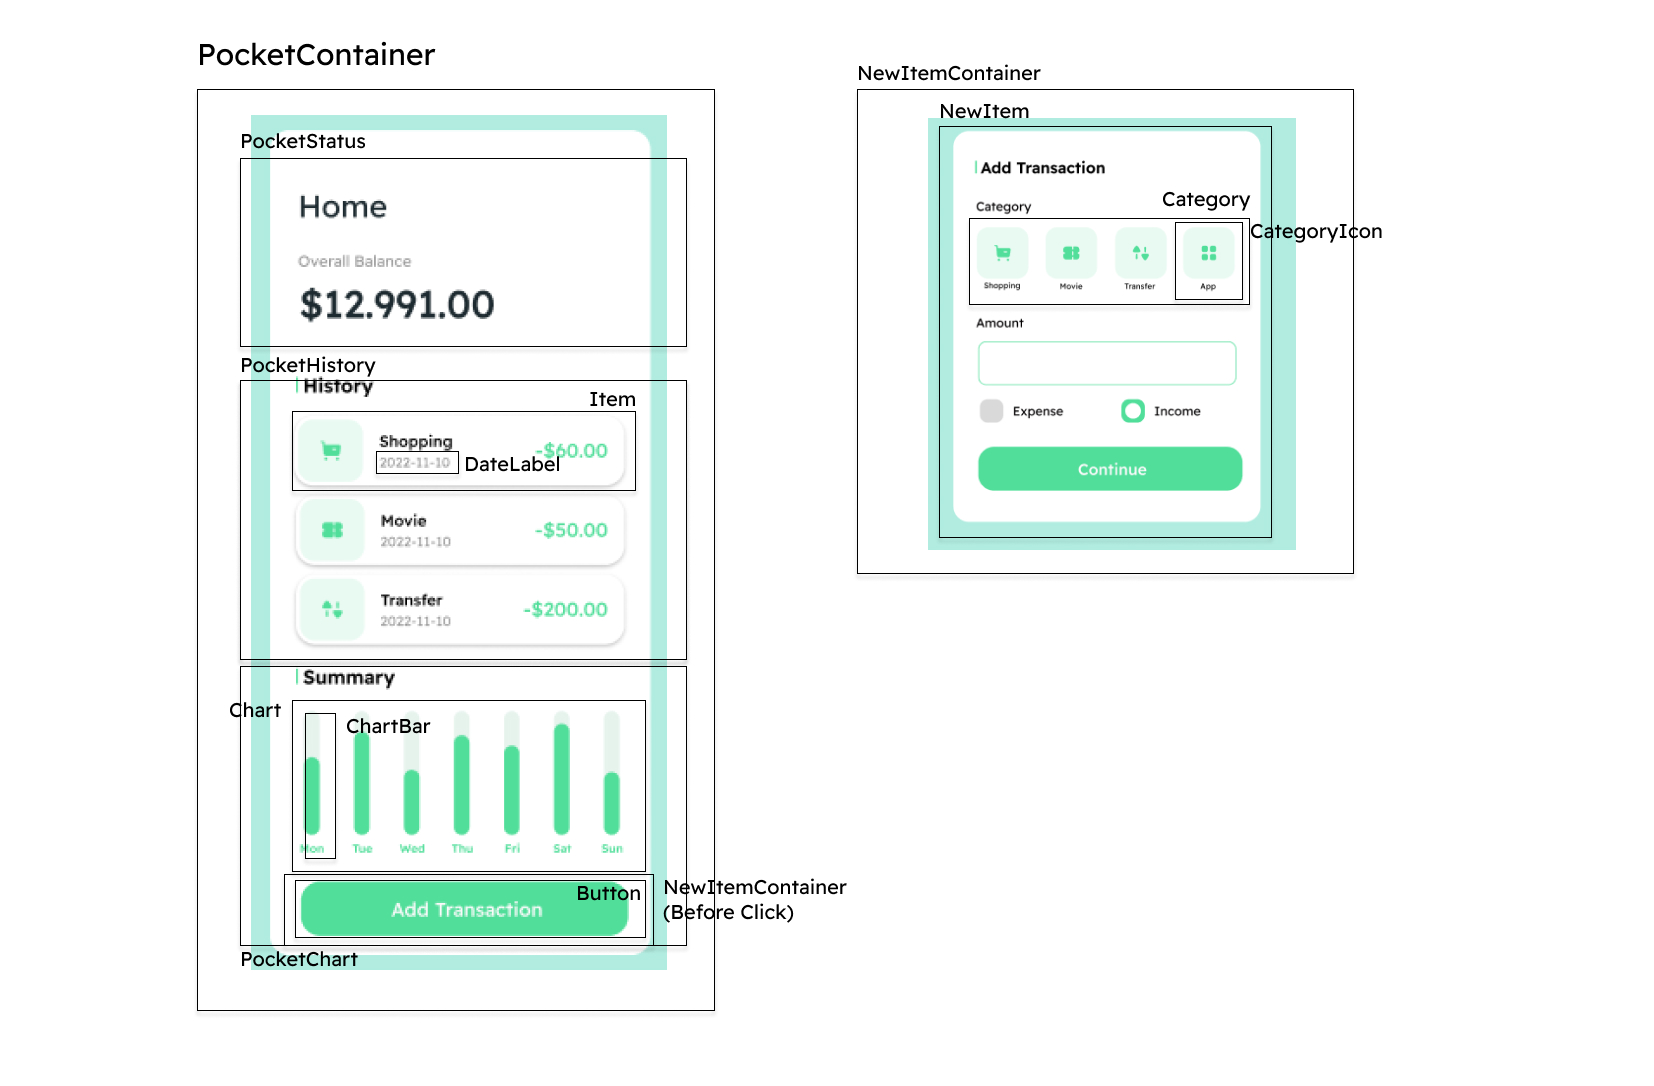 PocketContainer
PocketStatus
Home
Overall Balance
$12.991.00
PocketHistory
History
Item
Shopping
2022-11-10
DateLabel
-$60.00
Movie
2022-11-10
-$50.00
Transfer
2022-11-10
-$200.00
Summary
Chart
ChartBar
Mon Tue Wed Thu Fri Sat Sun
Button
Add Transaction
NewItemContainer
(Before Click)
PocketChart
NewItemContainer
NewItem
Add Transaction
Category
Category
CategoryIcon
Shopping Movie Transfer App
Amount
Expense Income
Continue